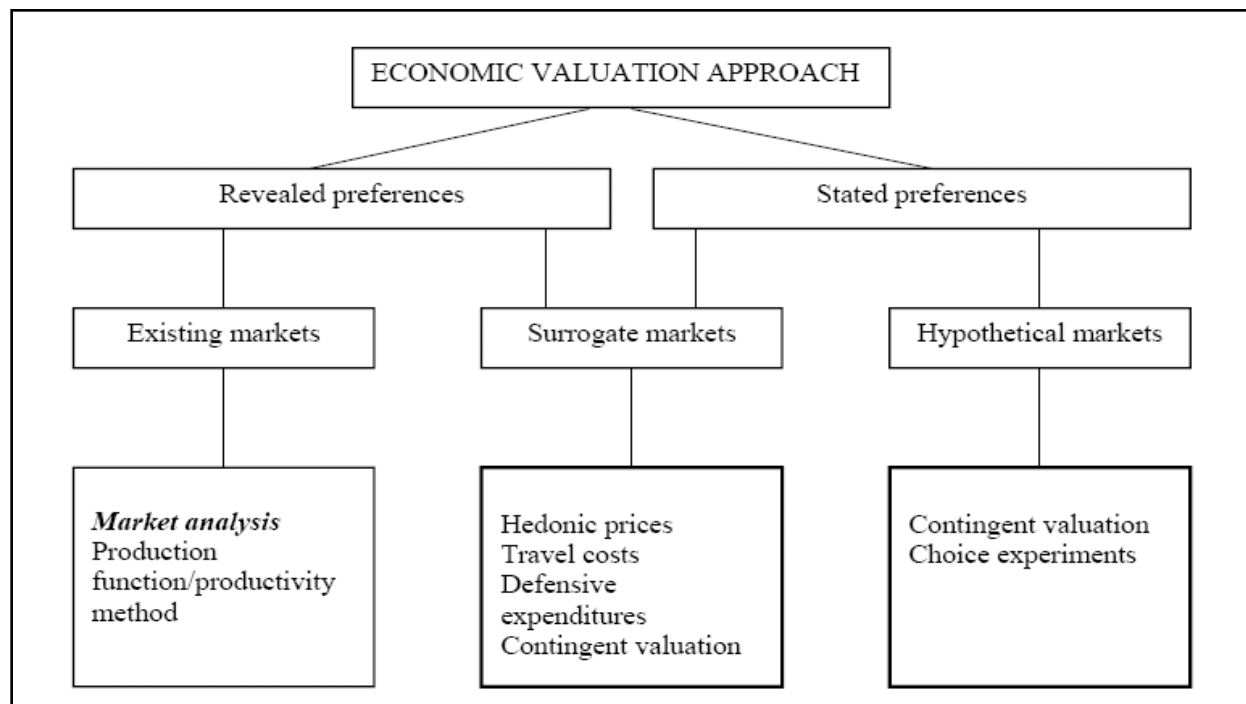 ECONOMIC VALUATION APPROACH
Revealed preferences
Stated preferences
Existing markets
Surrogate markets
Hypothetical markets
Market analysis
Production
function/productivity
method
Hedonic prices
Travel costs
Defensive
expenditures
Contingent valuation
Contingent valuation
Choice experiments